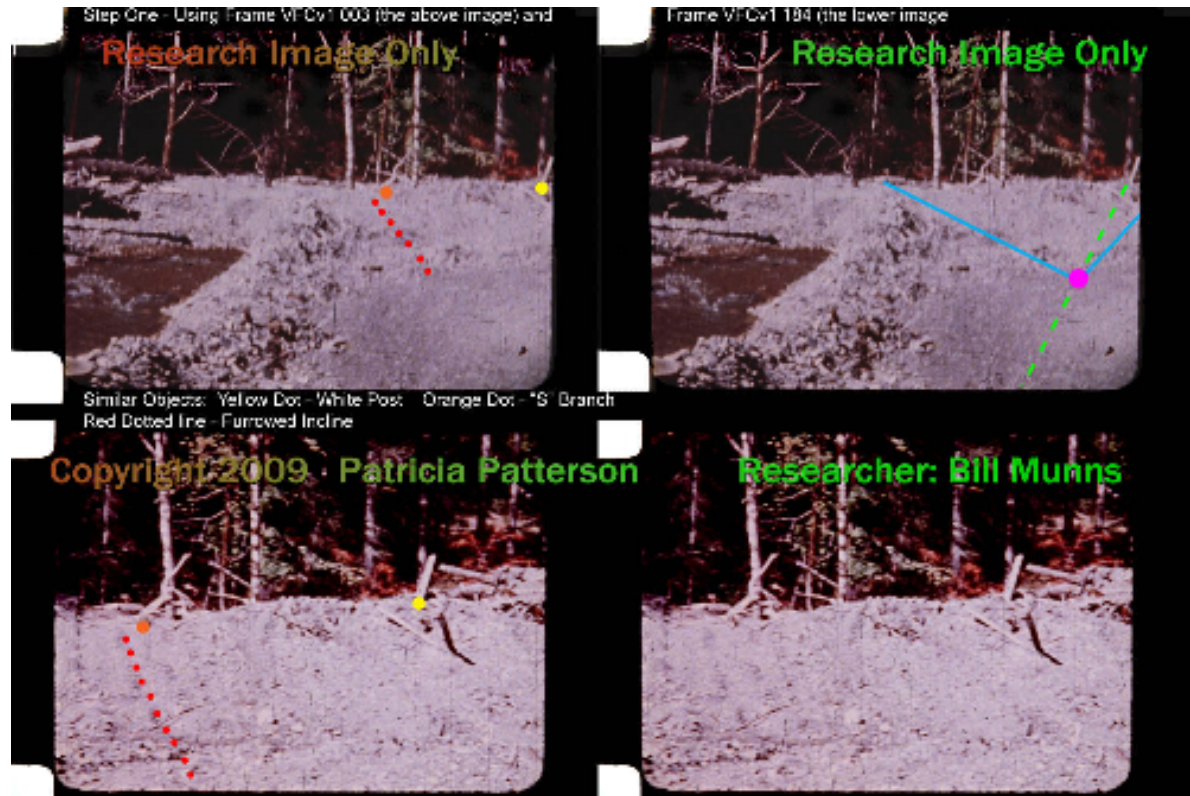 Step One - Using Frame VFCv1 003 (the above image) and
Frame VFCv1 184 (the lower image
Research Image Only
Research Image Only
Similar Objects: Yellow Dot - White Post Orange Dot - "S" Branch
Red Dotted line - Furrowed Incline
Copyright 2009 · Patricia Patterson
Researcher: Bill Munns